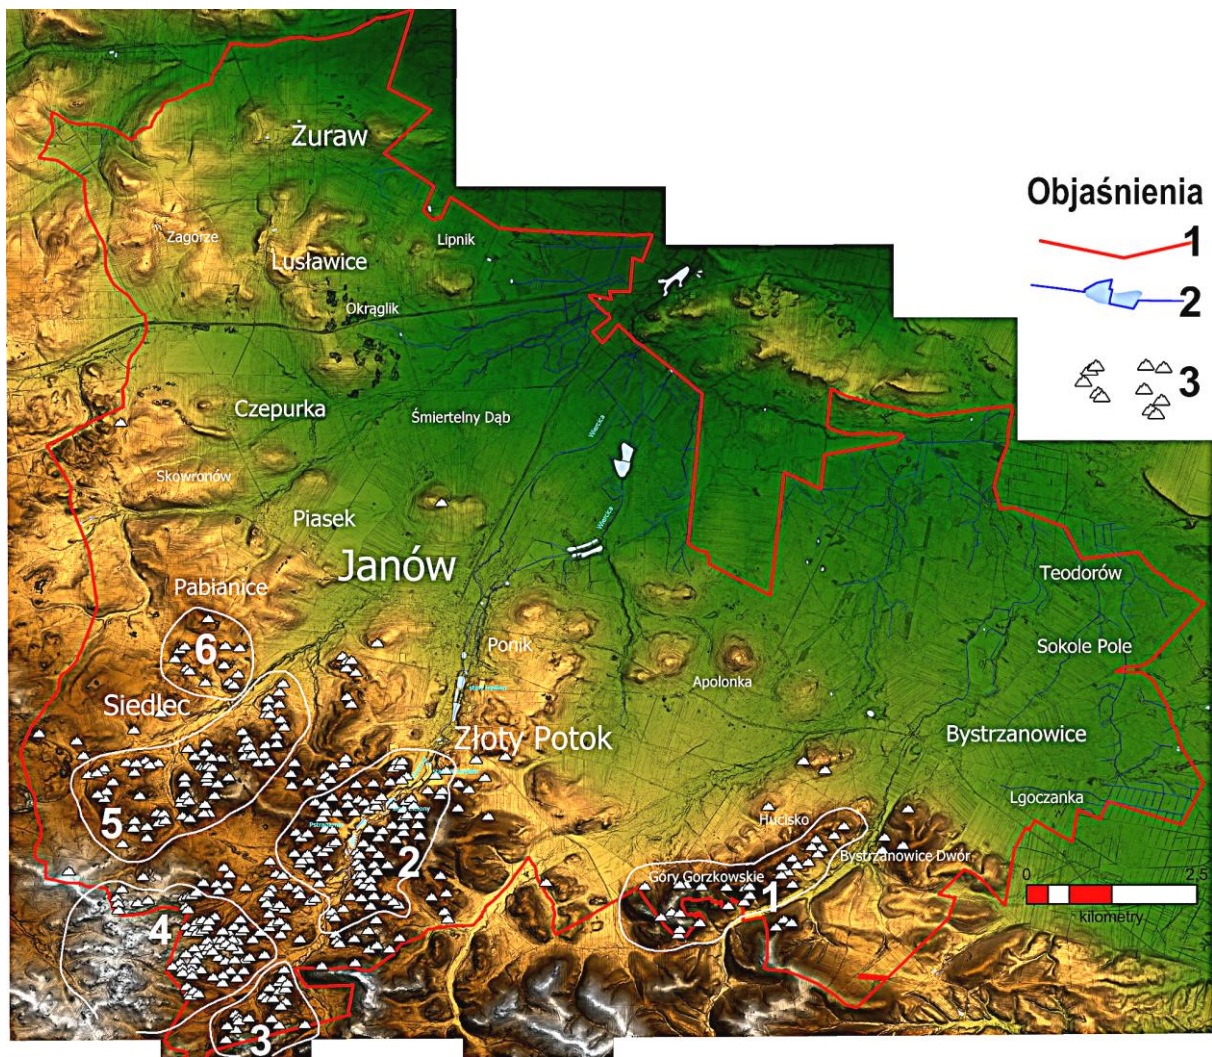 Żuraw
Objaśnienia
1
Zagórze
Lipnik
Lusławice
2
Okrąglik
3
Czepurka
Śmiertelny Dąb
Wiercica
Skowronów
Piasek
Wiercica
Janów
Teodorów
Pabianice
6
Ponik
Sokole Pole
Apolonka
Siedlec
Złoty Potok
Bystrzanowice
Lgoczanka
5
Hucisko
2
Bystrzanowice Dwór
Góry Gorzkowskie
0
2,5
1
kilometry
4
3